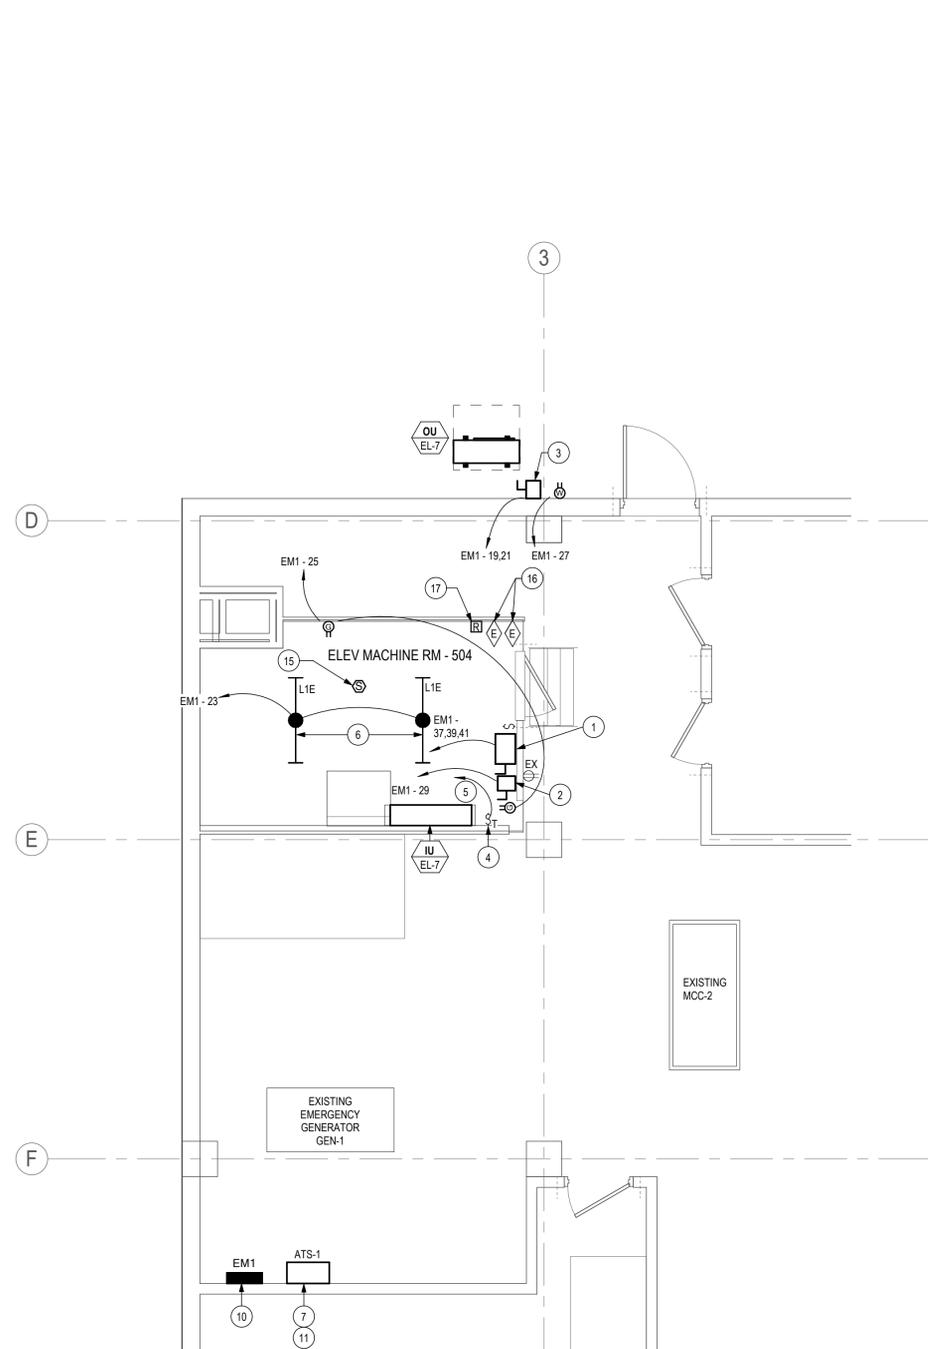 3
OU
EL-7
3
W
D
EM1 - 19,21
EM1 - 27
EM1 - 25
17
16
G
R
E
E
ELEV MACHINE RM - 504
15
S
L1E
L1E
EM1 - 23
EM1 -
37,39,41
6
S
1
EX
EM1 - 29
5
2
G
S
T
E
IU
EL-7
4
EXISTING
MCC-2
EXISTING
EMERGENCY
GENERATOR
GEN-1
F
EM1
ATS-1
10
7
11